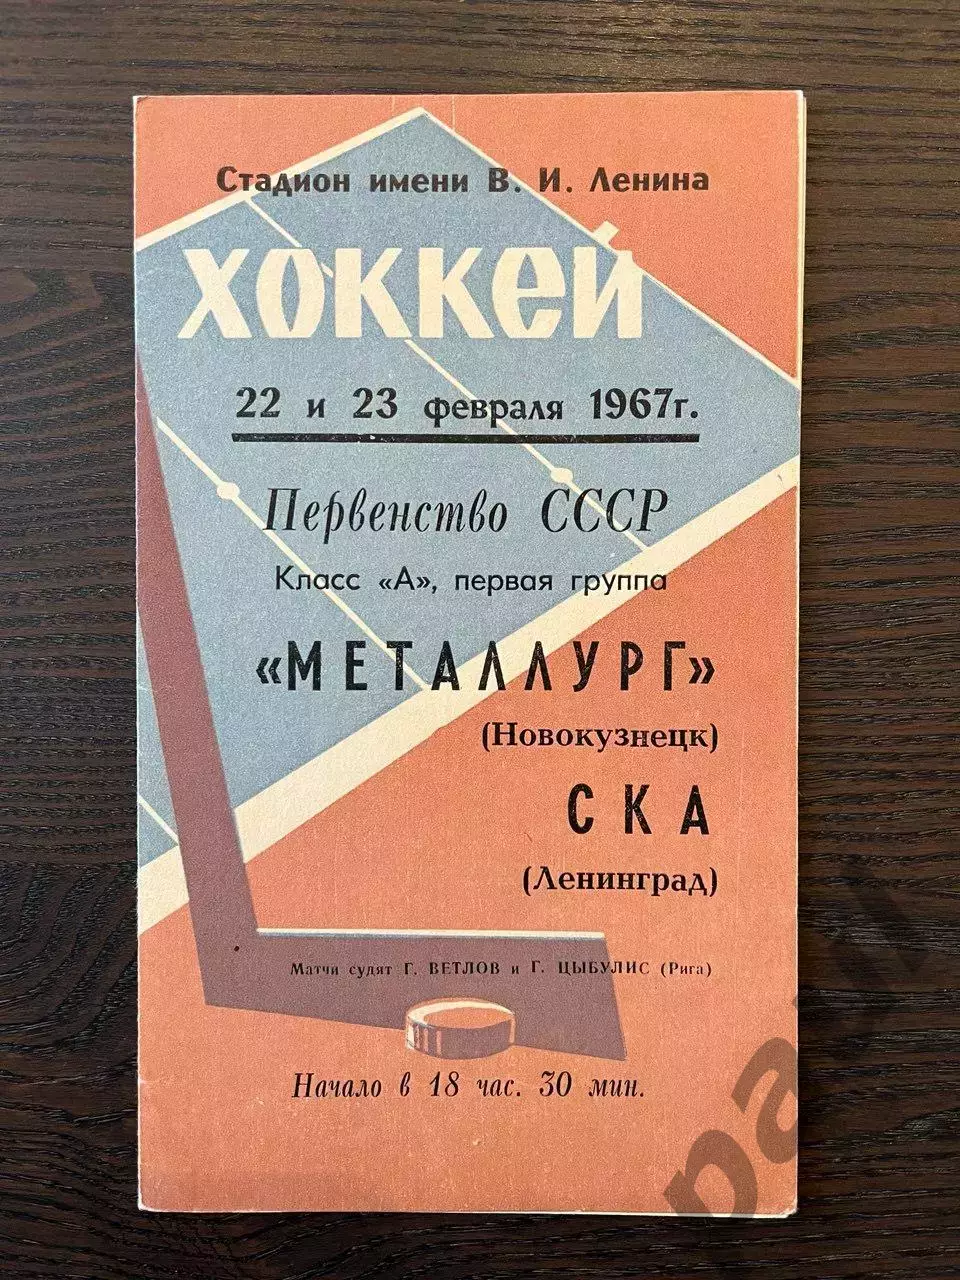 Стадион имени В. И. Ленина
ХОККЕЙ
22 и 23 февраля 1967г.
Первенство СССР
Класс «А», первая группа
«МЕТАЛЛУРГ»
(Новокузнецк)
СКА
(Ленинград)
Матчи судят Г. ВЕТЛОВ и Г. ЦЫБУЛИС (Рига)
Начало в 18 час. 30 мин.